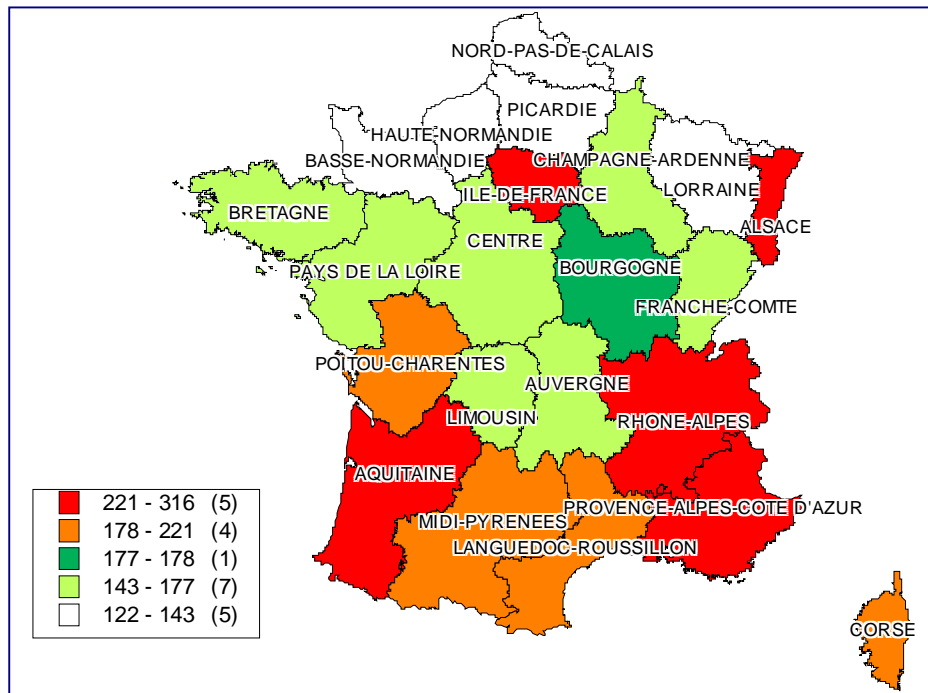 NORD-PAS-DE-CALAIS
PICARDIE
HAUTE-NORMANDIE
BASSE-NORMANDIE
CHAMPAGNE-ARDENNE
LORRAINE
ILE-DE-FRANCE
ALSACE
BRETAGNE
CENTRE
BOURGOGNE
PAYS DE LA LOIRE
FRANCHE-COMTE
POITOU-CHARENTES
AUVERGNE
LIMOUSIN
RHONE-ALPES
AQUITAINE
PROVENCE-ALPES-COTE D'AZUR
MIDI-PYRENEES
LANGUEDOC-ROUSSILLON
CORSE
221 - 316 (5)
178 - 221 (4)
177 - 178 (1)
143 - 177 (7)
122 - 143 (5)